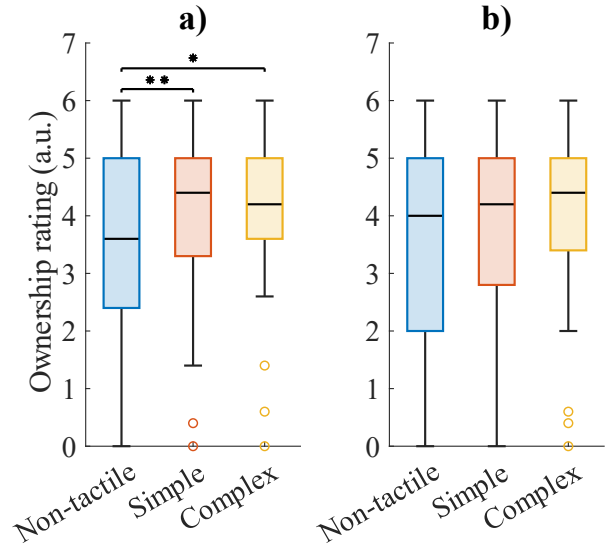 a)
b)
Ownership rating (a.u.)
7
6
5
4
3
2
1
0
* *
*
Non-tactile
Simple
Complex
7
6
5
4
3
2
1
0
Non-tactile
Simple
Complex